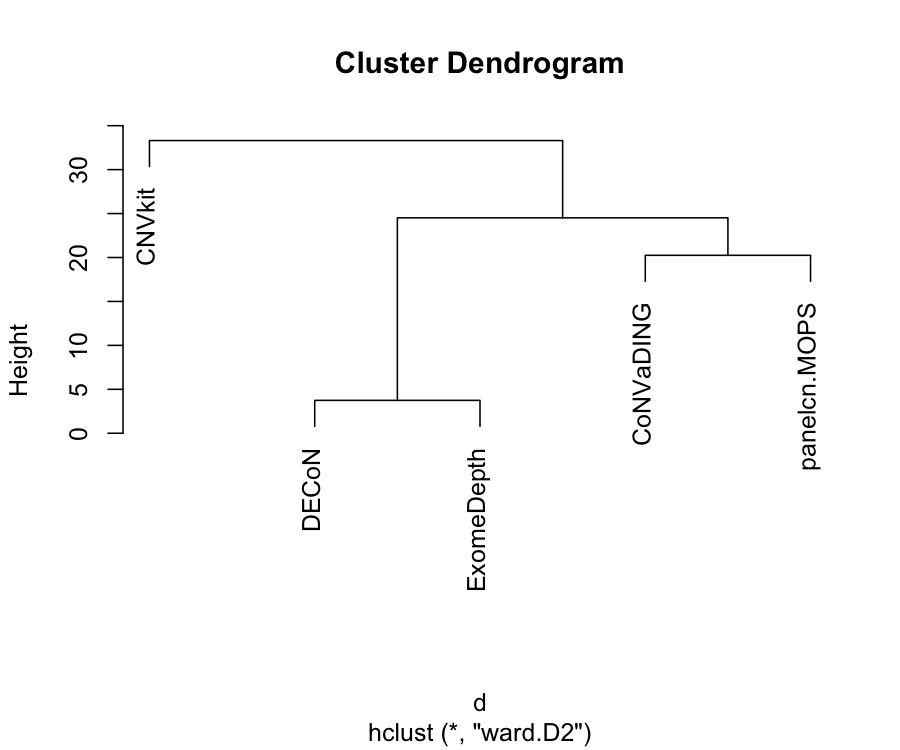 Cluster Dendrogram
Height
30
20
10
5
0
CNVkit
DECoN
ExomeDepth
CoNVaDING
panelcn.MOPS
d
hclust (*, "ward.D2")